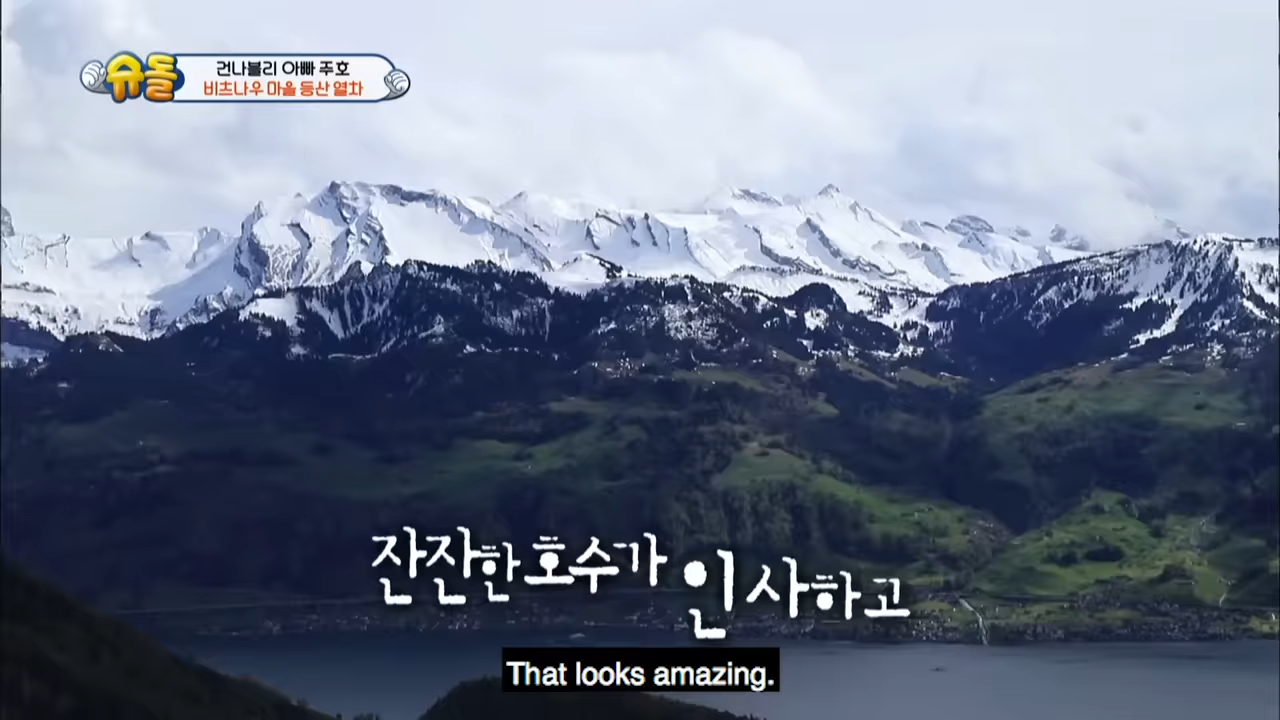 슈돌
건나블리 아빠 주호
비츠나우 마을 등산 열차
잔잔한 호수가 인사하고
That looks amazing.